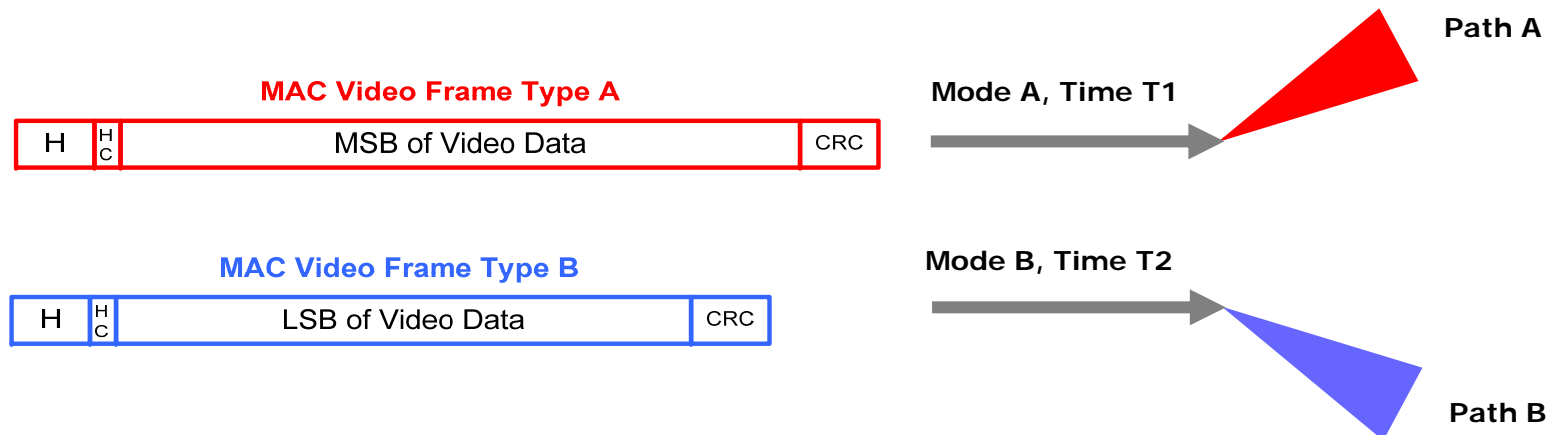 Path A
MAC Video Frame Type A
Mode A, Time T1
H
H
C
MSB of Video Data
CRC
MAC Video Frame Type B
Mode B, Time T2
H
H
C
LSB of Video Data
CRC
Path B